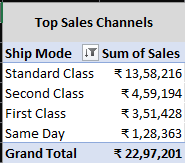 Top Sales Channels
Ship Mode Sum of Sales
Standard Class ₹ 13,58,216
Second Class ₹ 4,59,194
First Class ₹ 3,51,428
Same Day ₹ 1,28,363
Grand Total ₹ 22,97,201